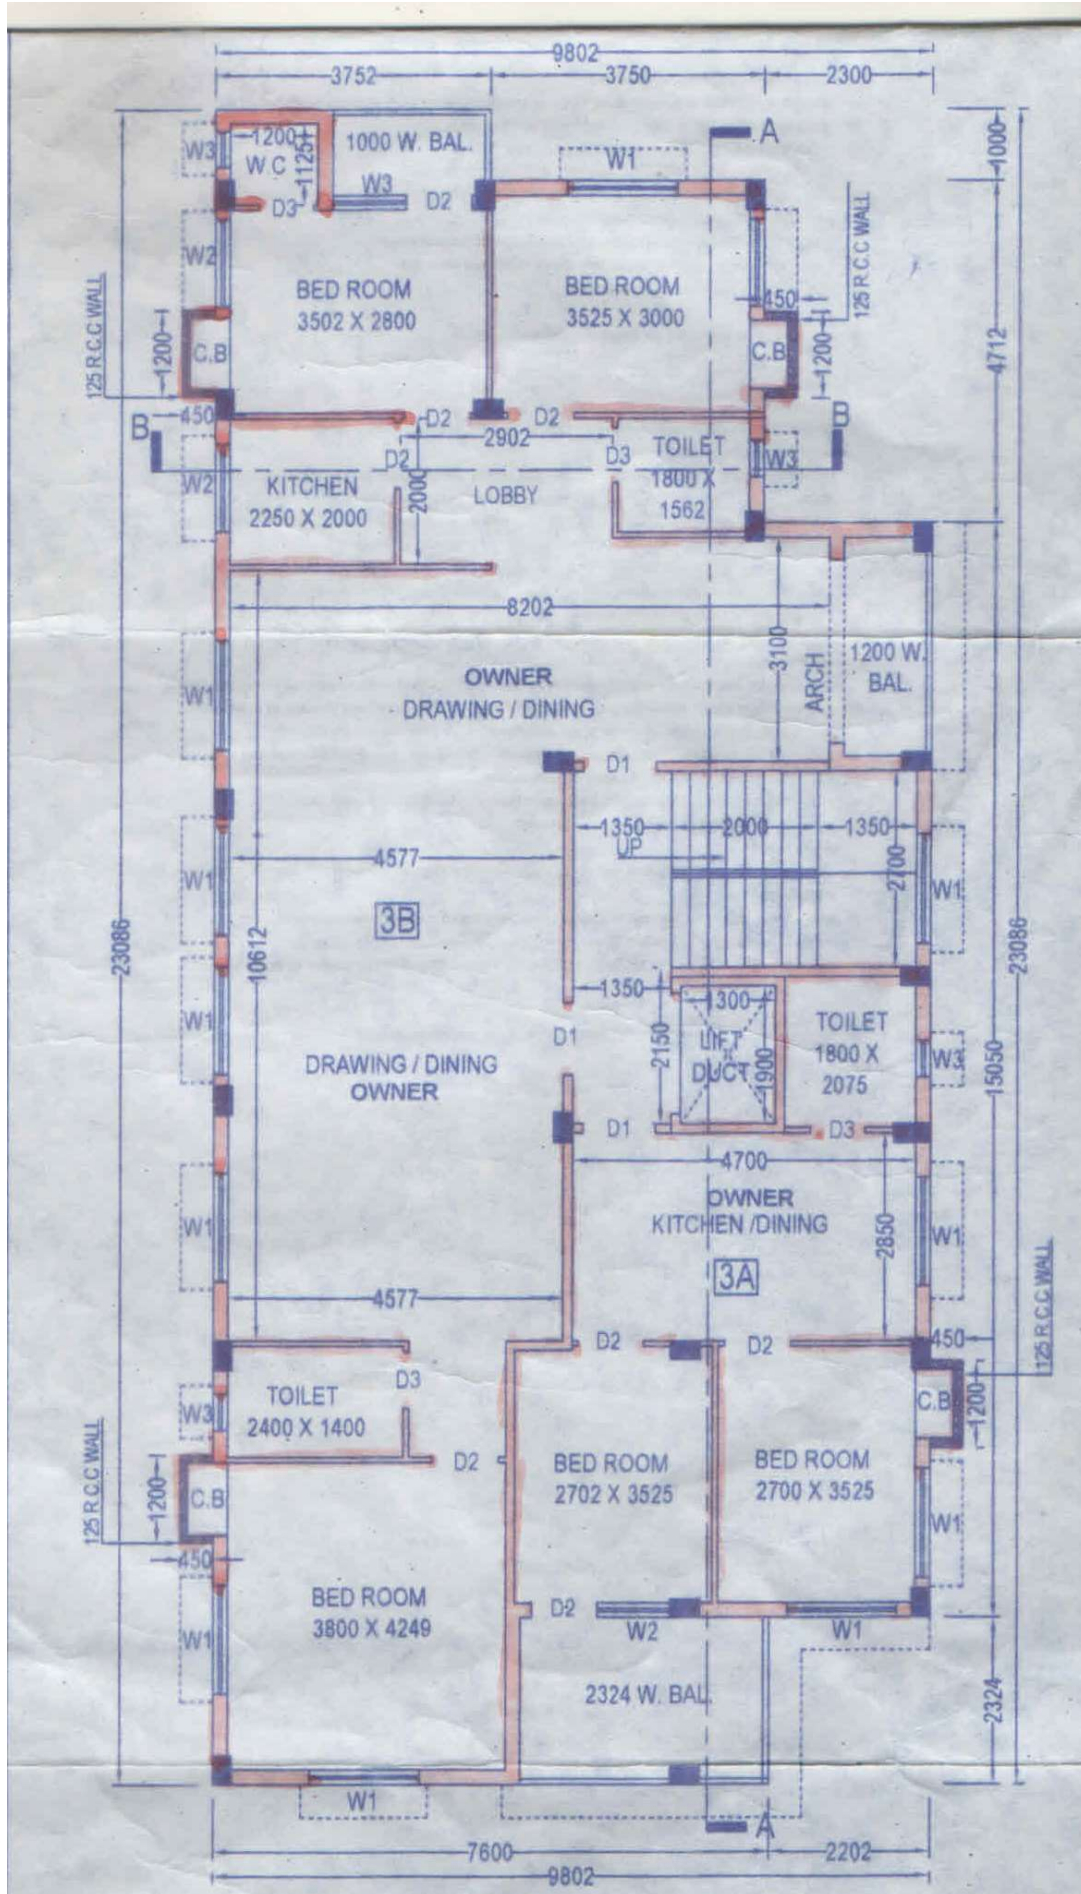 9802
3752
3750
2300
W3
1200
W.C
1125
1000 W. BAL.
W3
D3
D2
W1
A
1000
W2
BED ROOM
3502 X 2800
BED ROOM
3525 X 3000
450
125 R.C.C WALL
125 R.C.C WALL
1200
C.B
C.B
1200
4712
450
B
B
D2
D2
2902
W2
KITCHEN
2250 X 2000
D2
2000
LOBBY
D3
TOILET
1800 X
1562
W3
8202
3100
1200 W.
BAL.
ARCH
W1
OWNER
DRAWING / DINING
D1
1350
2000
1350
UP
2700
W1
W1
4577
3B
23086
10612
23086
1350
1300
W1
D1
2150
LIFT
DUCT
1900
TOILET
1800 X
2075
W3
15050
DRAWING / DINING
OWNER
D1
D3
4700
OWNER
KITCHEN /DINING
2850
W1
W1
3A
4577
D2
D2
450
125 R.C.C WALL
TOILET
2400 X 1400
D3
W3
C.B
1200
125 R.C.C WALL
1200
C.B
D2
BED ROOM
2702 X 3525
BED ROOM
2700 X 3525
W1
450
BED ROOM
3800 X 4249
W1
D2
W2
W1
2324 W. BAL.
2324
W1
A
7600
2202
9802